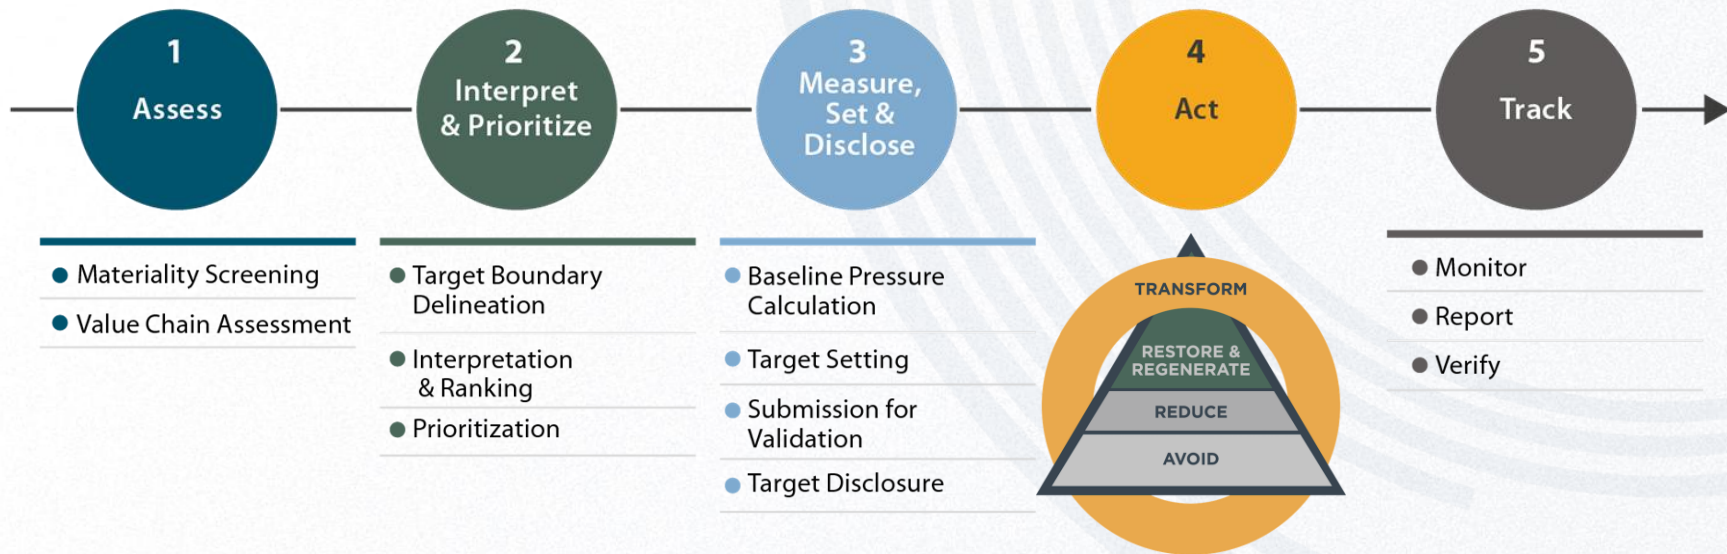 1
Assess
2
Interpret
& Prioritize
3
Measure,
Set &
Disclose
4
Act
5
Track
Materiality Screening
Value Chain Assessment
Target Boundary
Delineation
Interpretation
& Ranking
Prioritization
Baseline Pressure
Calculation
Target Setting
Submission for
Validation
Target Disclosure
TRANSFORM
RESTORE &
REGENERATE
REDUCE
AVOID
Monitor
Report
Verify